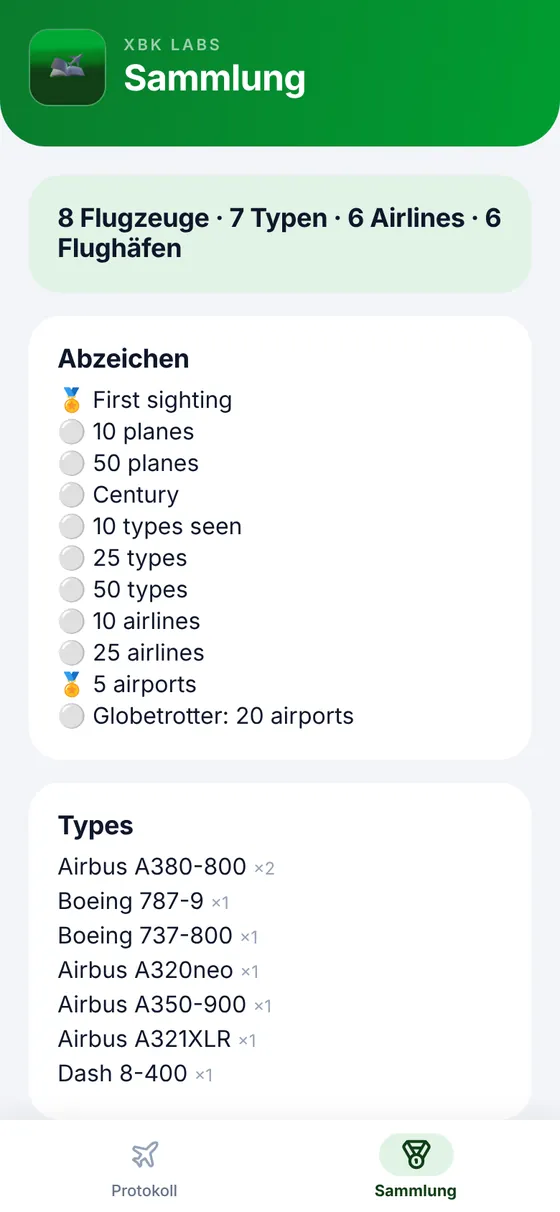 XBK LABS
Sammlung
8 Flugzeuge · 7 Typen · 6 Airlines · 6
Flughäfen
Abzeichen
🏅 First sighting
⚪ 10 planes
⚪ 50 planes
⚪ Century
⚪ 10 types seen
⚪ 25 types
⚪ 50 types
⚪ 10 airlines
⚪ 25 airlines
🏅 5 airports
⚪ Globetrotter: 20 airports
Types
Airbus A380-800 ×2
Boeing 787-9 ×1
Boeing 737-800 ×1
Airbus A320neo ×1
Airbus A350-900 ×1
Airbus A321XLR ×1
Dash 8-400 ×1
Protokoll
Sammlung